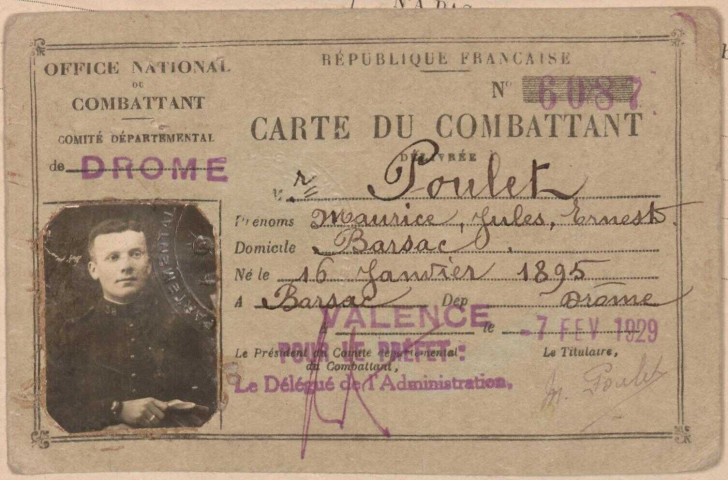 OFFICE NATIONAL
DU
COMBATTANT
COMITÉ DÉPARTEMENTAL
de DROME
RÉPUBLIQUE FRANÇAISE
N° 6087
CARTE DU COMBATTANT
DÉLIVRÉE
à Mr Poulet
Prénoms Maurice, Jules, Ernest.
Domicile Barsac.
Né le 16 Janvier 1895
A Barsac Dep Drôme
VALENCE le -7 FEV 1929
Le Président du Comité départemental
du Combattant,
POUR LE PRÉFET :
Le Délégué de l'Administration,
Le Titulaire,
M. Poulet